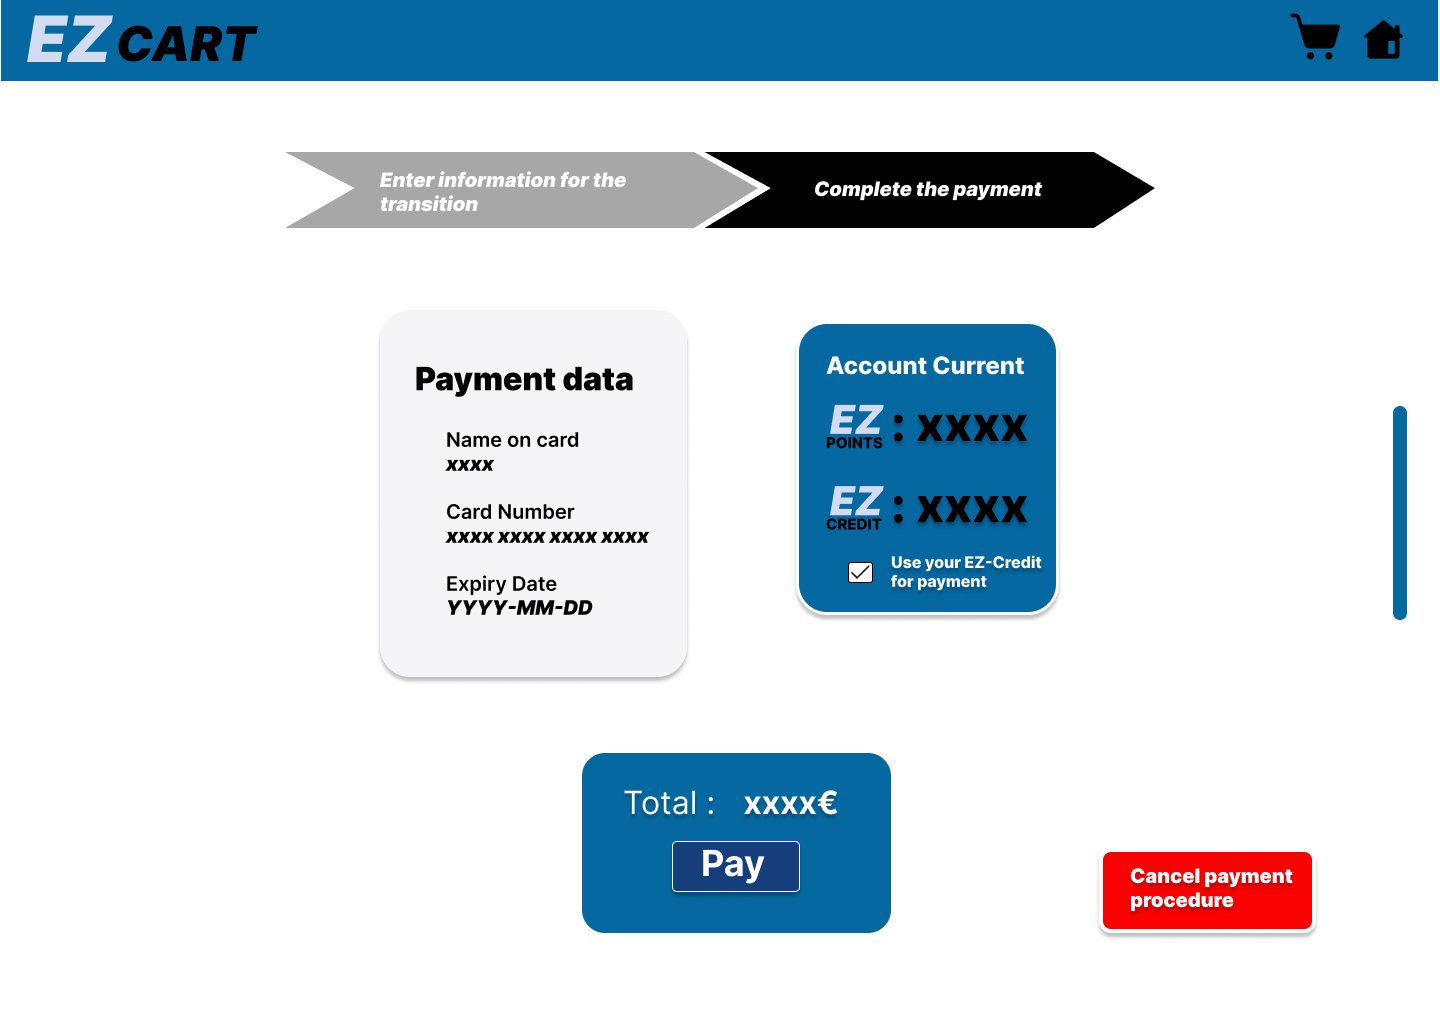 EZ CART
Enter information for the
transition
Complete the payment
Payment data
Name on card
xxxx
Card Number
xxxx xxxx xxxx xxxx
Expiry Date
YYYY-MM-DD
Account Current
EZ
POINTS
: xxxx
EZ
CREDIT
: xxxx
Use your EZ-Credit
for payment
Total : xxxx€
Pay
Cancel payment
procedure